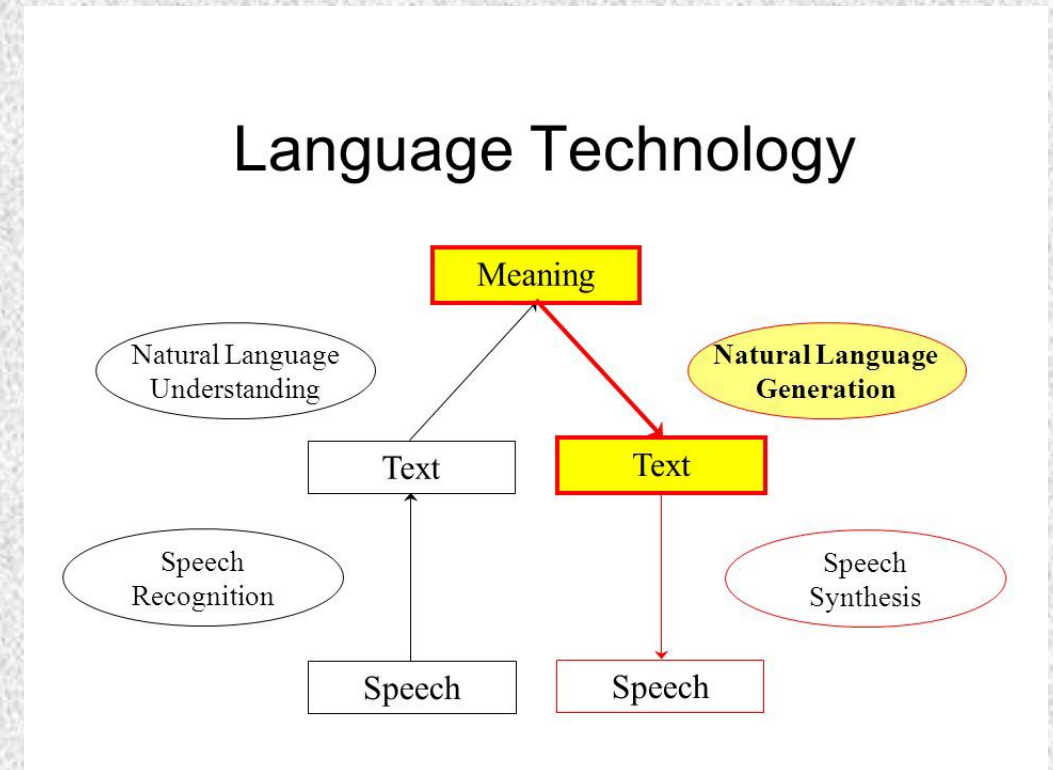 Language Technology
Meaning
Natural Language
Understanding
Natural Language
Generation
Text
Text
Speech
Recognition
Speech
Synthesis
Speech
Speech